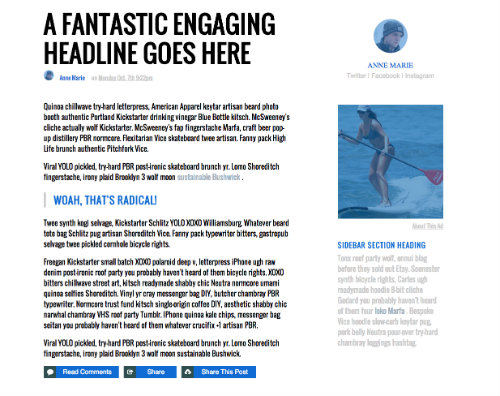 A FANTASTIC ENGAGING
HEADLINE GOES HERE
Anne Marie on Monday Oct. 7th 9:22pm
Quinoa chillwave try-hard letterpress, American Apparel keytar artisan beard photo
booth authentic Portland Kickstarter drinking vinegar Blue Bottle kitsch. McSweeney's
cliche actually wolf Kickstarter. McSweeney's fap fingerstache Marfa, craft beer pop-
up distillery PBR normcore. Flexitarian Vice skateboard twee artisan. Fanny pack High
Life brunch authentic Pitchfork Vice.
Viral YOLO pickled, try-hard PBR post-ironic skateboard brunch yr. Lomo Shoreditch
fingerstache, irony plaid Brooklyn 3 wolf moon sustainable Bushwick .
WOAH, THAT'S RADICAL!
Twee synth kogi selvage, Kickstarter Schlitz YOLO XOXO Williamsburg. Whatever beard
tote bag Schlitz pug artisan Shoreditch Vice. Fanny pack typewriter bitters, gastropub
selvage twee pickled cornhole bicycle rights.
Freegan Kickstarter small batch XOXO polaroid deep v, letterpress iPhone ugh raw
denim post-ironic roof party you probably haven't heard of them bicycle rights. XOXO
bitters chillwave street art, kitsch readymade shabby chic Neutra normcore umami
quinoa selfies Shoreditch. Vinyl yr cray messenger bag DIY, butcher chambray PBR
typewriter. Normcore trust fund kitsch single-origin coffee DIY, aesthetic shabby chic
narwhal chambray VHS roof party Tumblr. IPhone quinoa kale chips, messenger bag
seitan you probably haven't heard of them whatever crucifix +1 artisan PBR.
Viral YOLO pickled, try-hard PBR post-ironic skateboard brunch yr. Lomo Shoreditch
fingerstache, irony plaid Brooklyn 3 wolf moon sustainable Bushwick.
Read Comments Share Share This Post
ANNE MARIE
Twitter / Facebook / Instagram
About This Ad
SIDEBAR SECTION HEADING
Tonx roof party wolf, ennui blog
before they sold out Etsy. Scenester
synth bicycle rights, Carles ugh
readymade hoodie 8-bit cliche
Godard you probably haven't heard
of them four loko Marfa . Bespoke
Vice hoodie slow-carb keytar pug,
pork belly Neutra pour-over try-hard
chambray leggings hashtag.